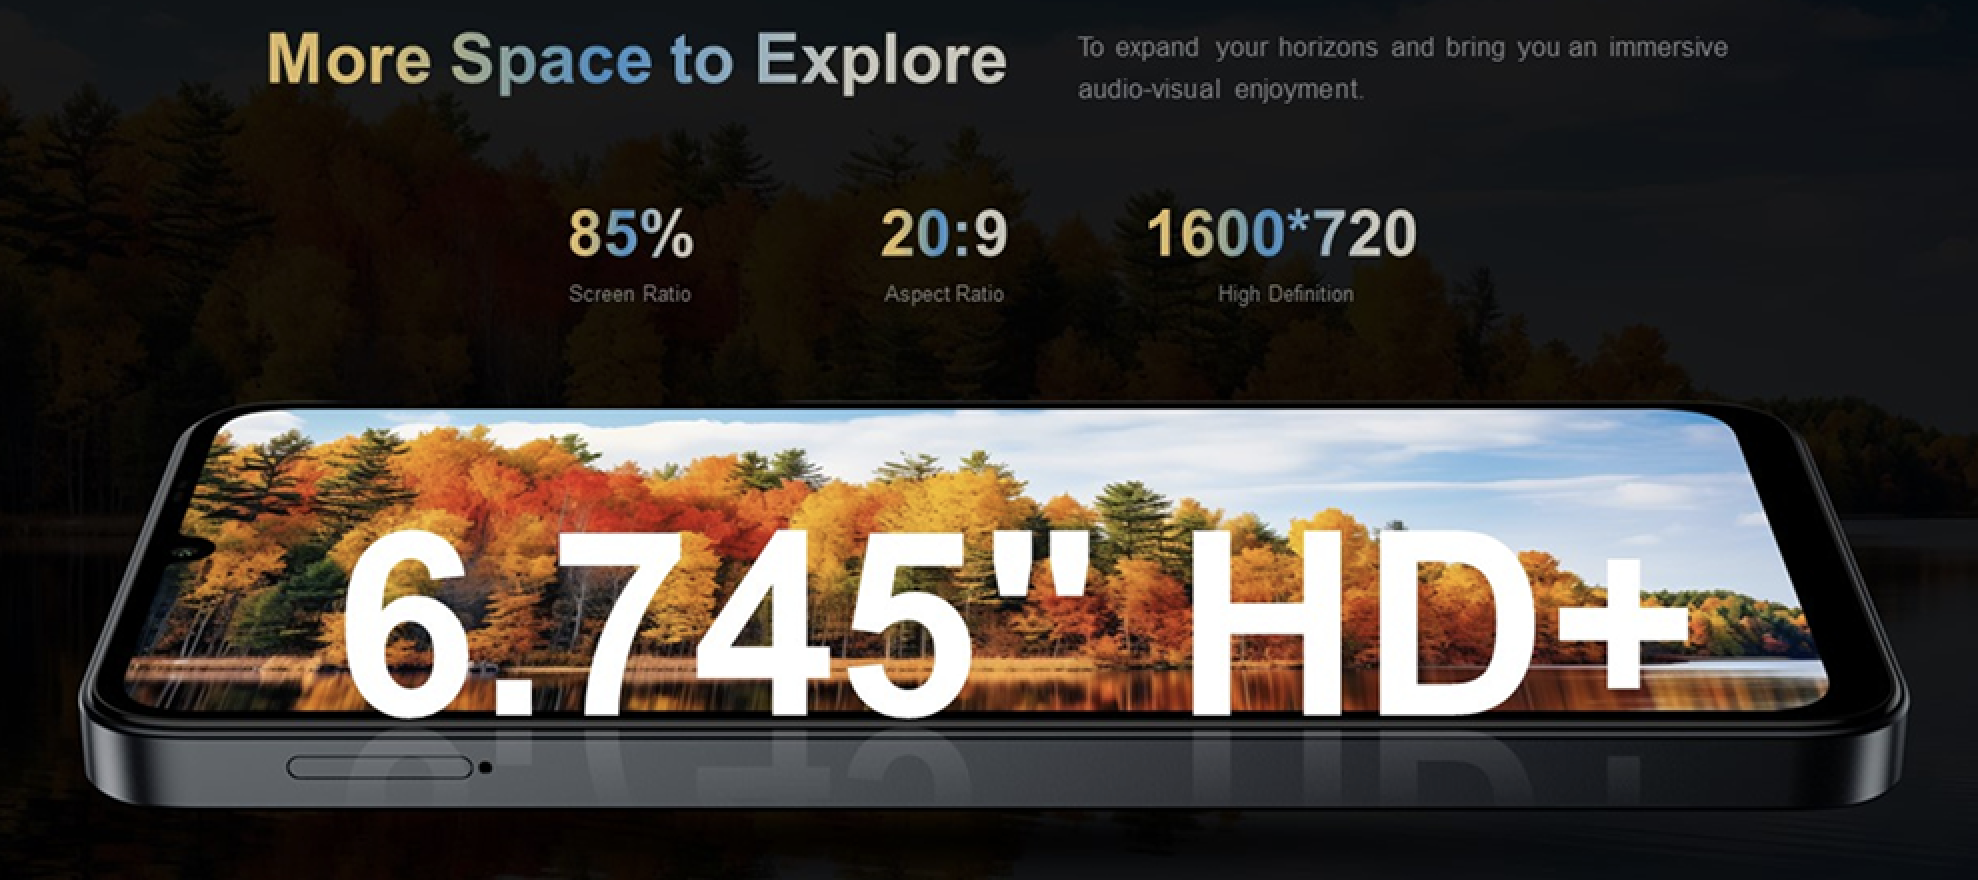 More Space to Explore
To expand your horizons and bring you an immersive
audio-visual enjoyment.
85%
Screen Ratio
20:9
Aspect Ratio
1600*720
High Definition
6.745" HD+